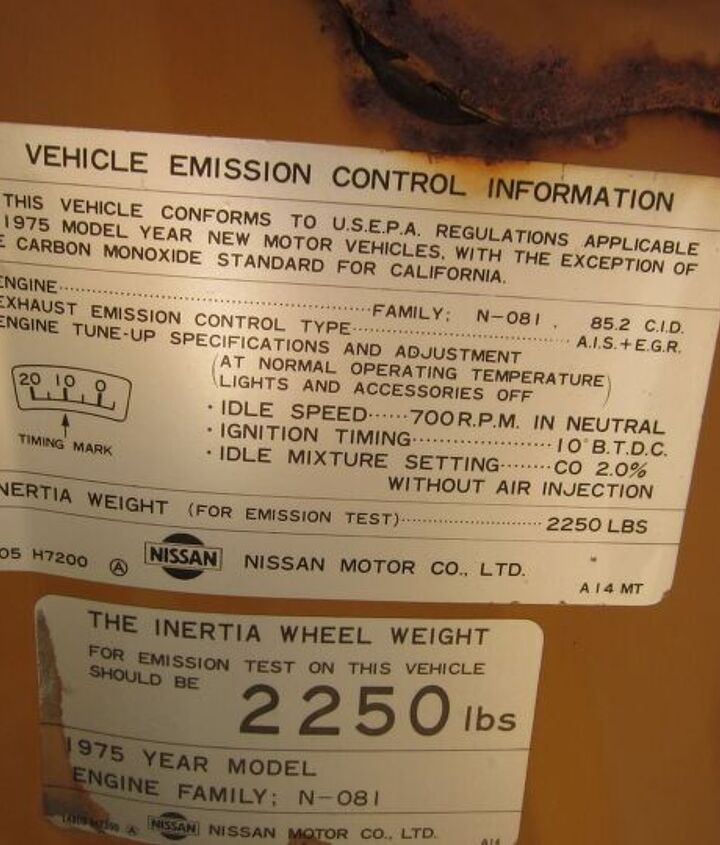 VEHICLE EMISSION CONTROL INFORMATION
THIS VEHICLE CONFORMS TO U.S.E.P.A. REGULATIONS APPLICABLE
1975 MODEL YEAR NEW MOTOR VEHICLES, WITH THE EXCEPTION OF
E CARBON MONOXIDE STANDARD FOR CALIFORNIA.
ENGINE..............................FAMILY; N-081 . 85.2 C.I.D.
EXHAUST EMISSION CONTROL TYPE..............................A.I.S.+E.G.R.
ENGINE TUNE-UP SPECIFICATIONS AND ADJUSTMENT
(AT NORMAL OPERATING TEMPERATURE
LIGHTS AND ACCESSORIES OFF)
20 10 0
TIMING MARK
· IDLE SPEED......700 R.P.M. IN NEUTRAL
· IGNITION TIMING....................10° B.T.D.C.
· IDLE MIXTURE SETTING........CO 2.0%
WITHOUT AIR INJECTION
NERTIA WEIGHT (FOR EMISSION TEST)....................2250 LBS
05 H7200 Ⓐ NISSAN NISSAN MOTOR CO., LTD.
A14 MT
THE INERTIA WHEEL WEIGHT
FOR EMISSION TEST ON THIS VEHICLE
SHOULD BE 2250 lbs
1975 YEAR MODEL
ENGINE FAMILY; N-081
Ⓐ NISSAN NISSAN MOTOR CO., LTD.
A14